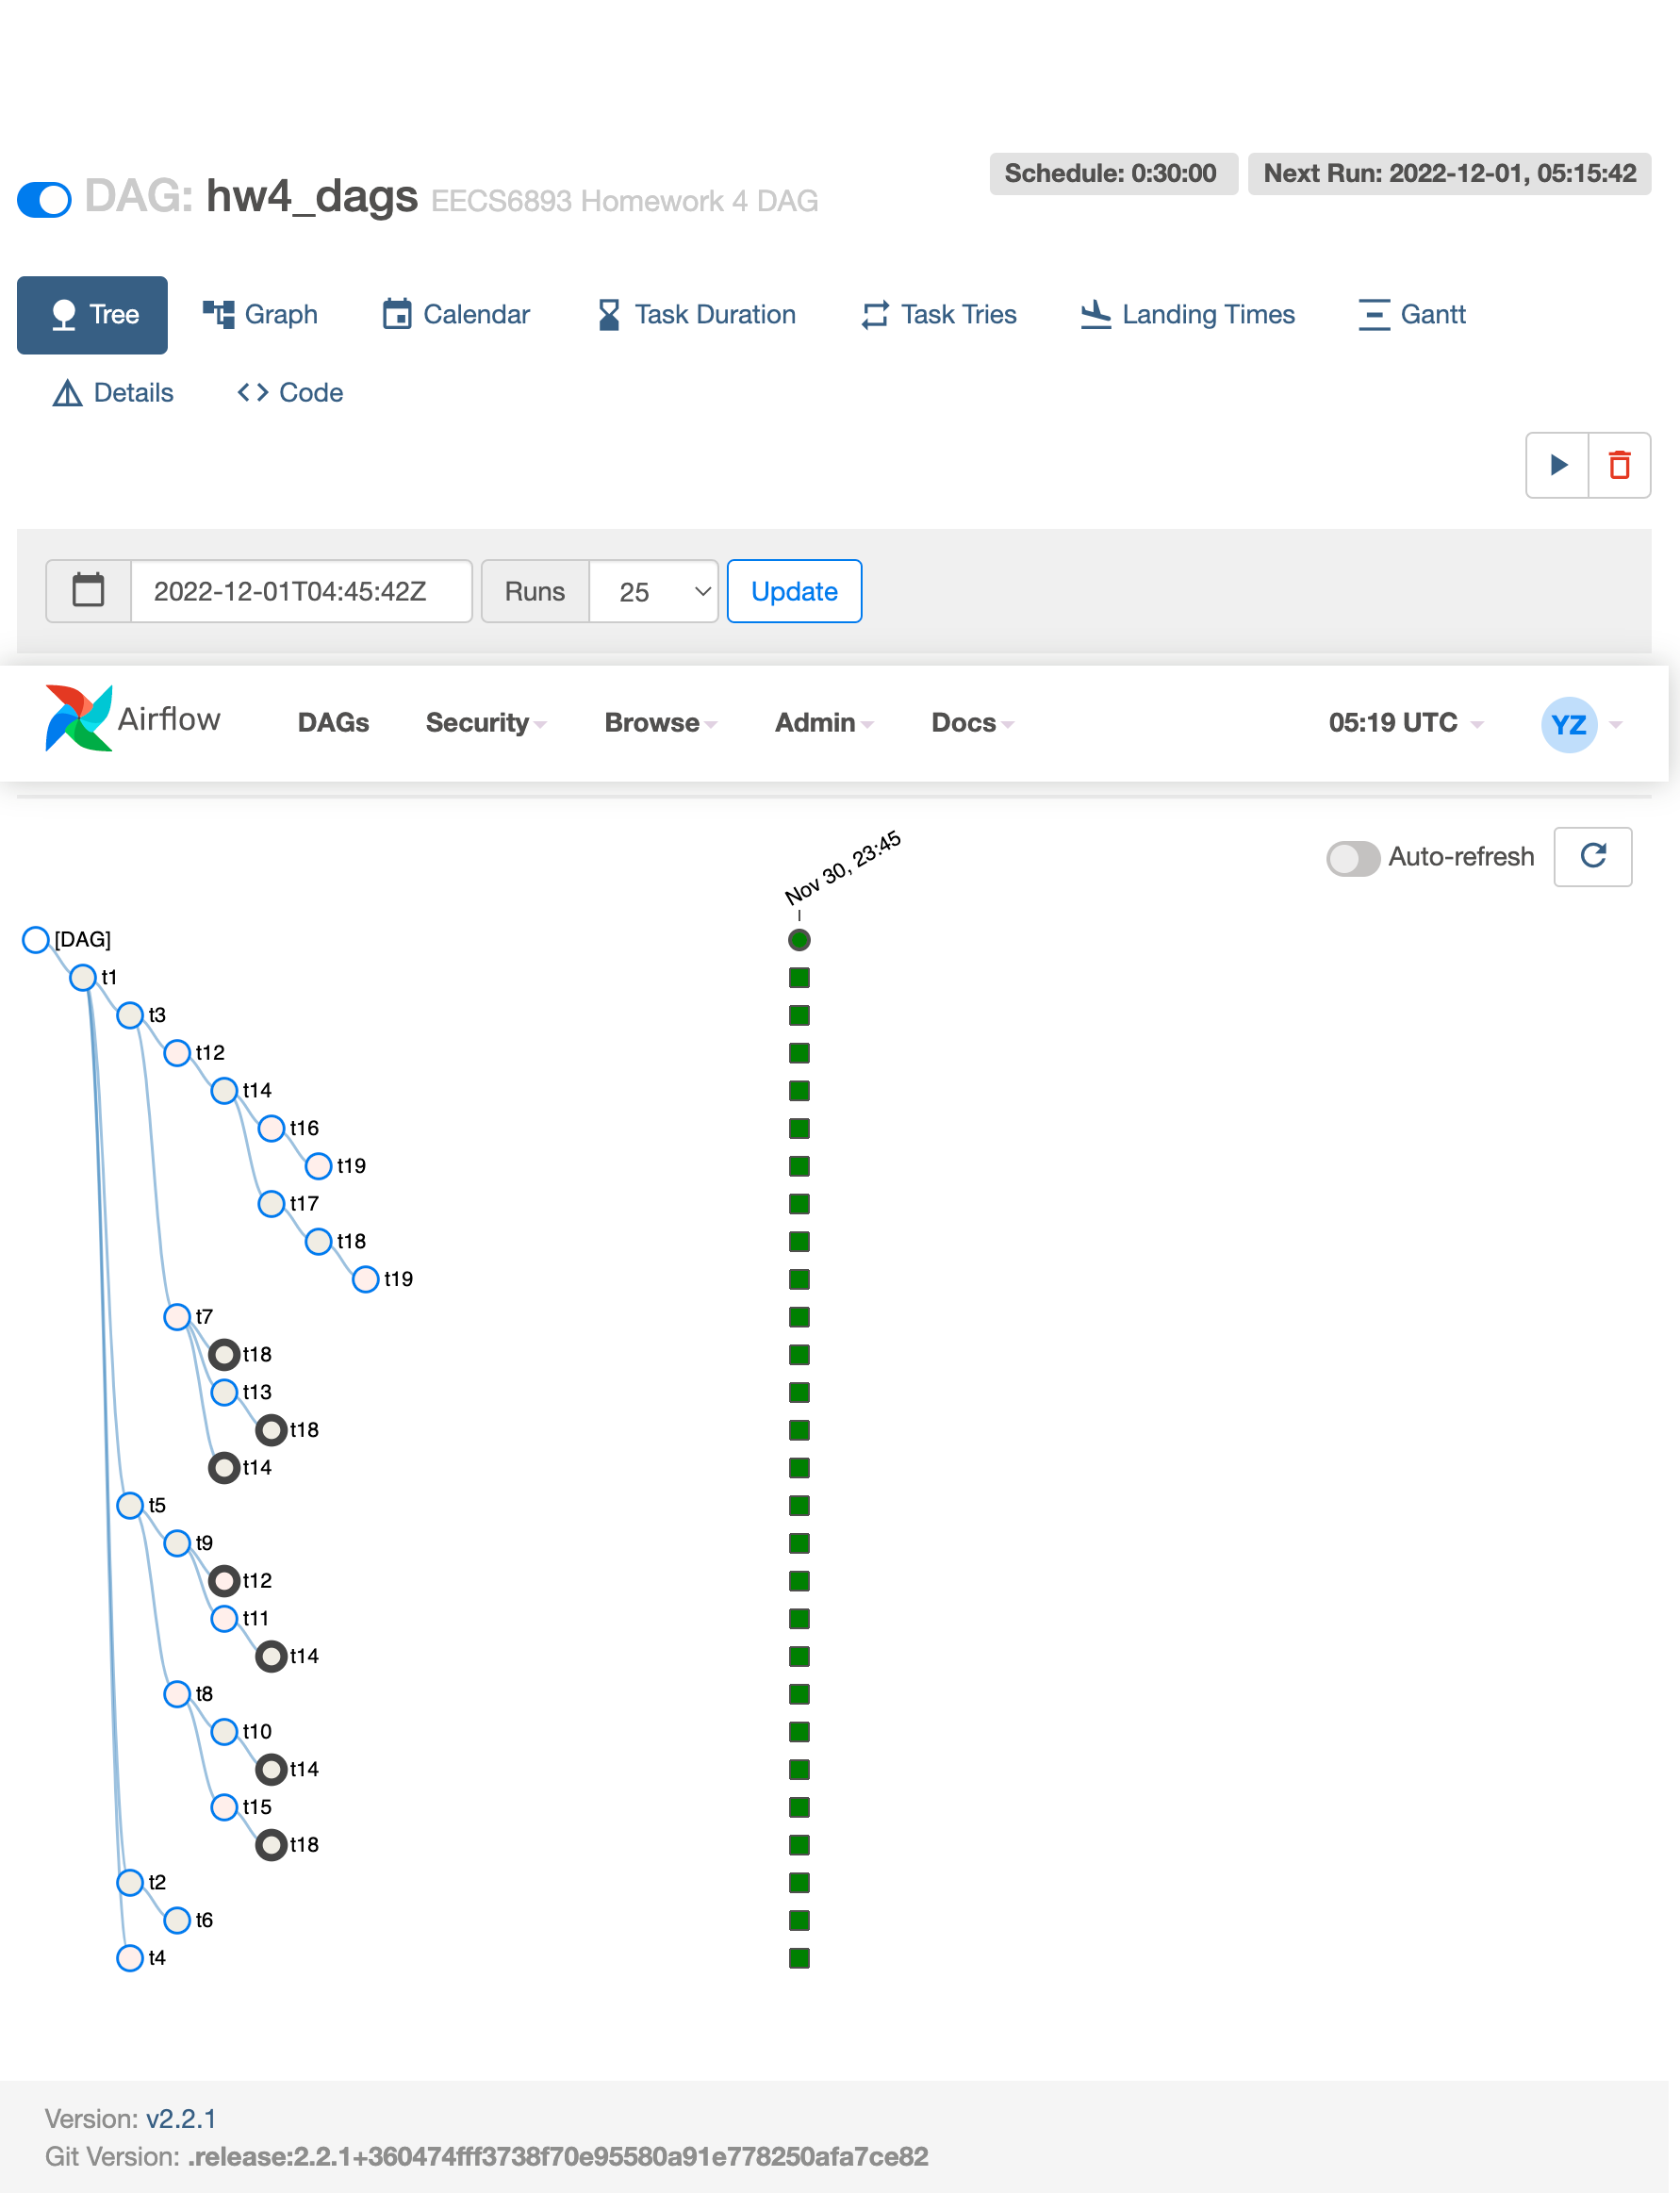 DAG: hw4_dags EECS6893 Homework 4 DAG
Schedule: 0:30:00
Next Run: 2022-12-01, 05:15:42
Tree Graph Calendar Task Duration Task Tries Landing Times Gantt
Details Code
2022-12-01T04:45:42Z Runs 25 Update
Airflow DAGs Security Browse Admin Docs 05:19 UTC YZ
Auto-refresh
Nov 30, 23:45
[DAG]
t1
t3
t12
t14
t16
t19
t17
t18
t19
t7
t18
t13
t18
t14
t5
t9
t12
t11
t14
t8
t10
t14
t15
t18
t2
t6
t4
Version: v2.2.1
Git Version: .release:2.2.1+360474fff3738f70e95580a91e778250afa7ce82